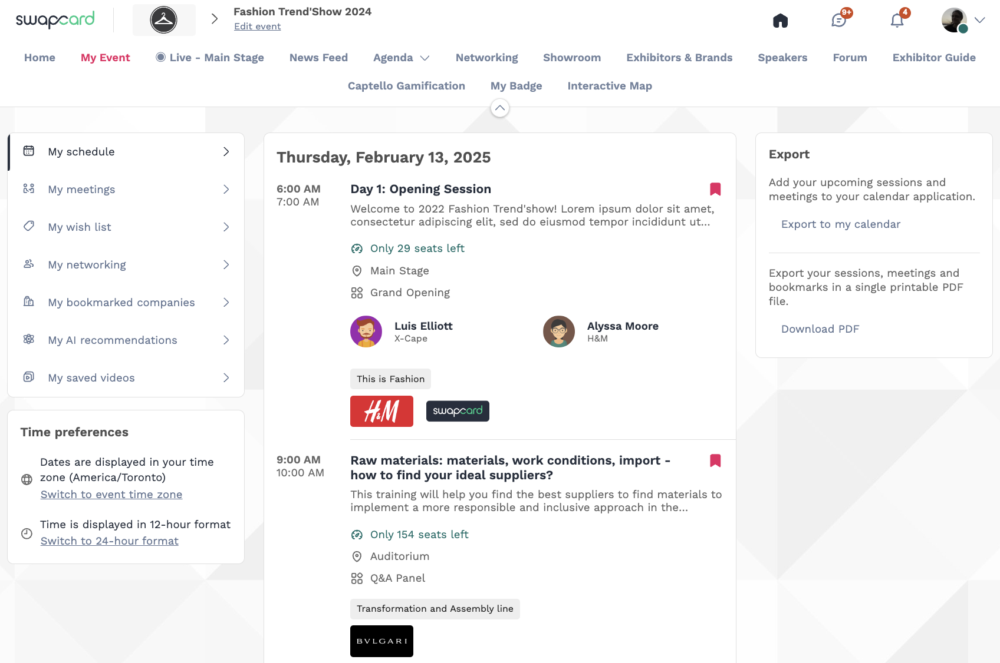 swapcard
Fashion Trend'Show 2024
Edit event
9+
4
Home
My Event
Live - Main Stage
News Feed
Agenda
Networking
Showroom
Exhibitors & Brands
Speakers
Forum
Exhibitor Guide
Captello Gamification
My Badge
Interactive Map
My schedule
My meetings
My wish list
My networking
My bookmarked companies
My AI recommendations
My saved videos
Time preferences
Dates are displayed in your time
zone (America/Toronto)
Switch to event time zone
Time is displayed in 12-hour format
Switch to 24-hour format
Thursday, February 13, 2025
6:00 AM
7:00 AM
Day 1: Opening Session
Welcome to 2022 Fashion Trend'show! Lorem ipsum dolor sit amet,
consectetur adipiscing elit, sed do eiusmod tempor incididunt ut...
Only 29 seats left
Main Stage
Grand Opening
Luis Elliott
X-Cape
Alyssa Moore
H&M
This is Fashion
H&M
swapcard
9:00 AM
10:00 AM
Raw materials: materials, work conditions, import -
how to find your ideal suppliers?
This training will help you find the best suppliers to find materials to
implement a more responsible and inclusive approach in the...
Only 154 seats left
Auditorium
Q&A Panel
Transformation and Assembly line
BVLGARI
Export
Add your upcoming sessions and
meetings to your calendar application.
Export to my calendar
Export your sessions, meetings and
bookmarks in a single printable PDF
file.
Download PDF